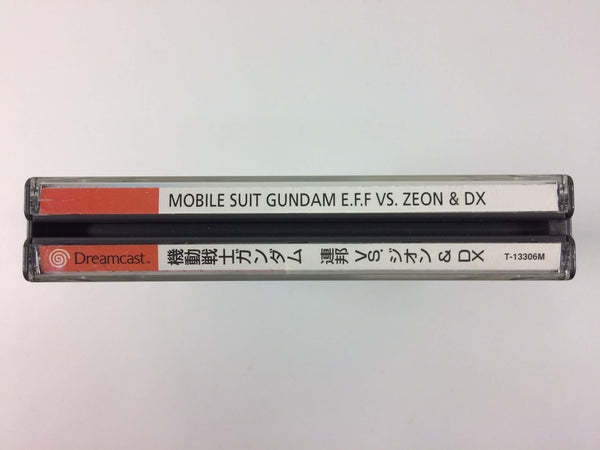 MOBILE SUIT GUNDAM E.F.F VS. ZEON & DX
Dreamcast™ 機動戦士ガンダム 連邦 VS. ジオン & DX T-13306M